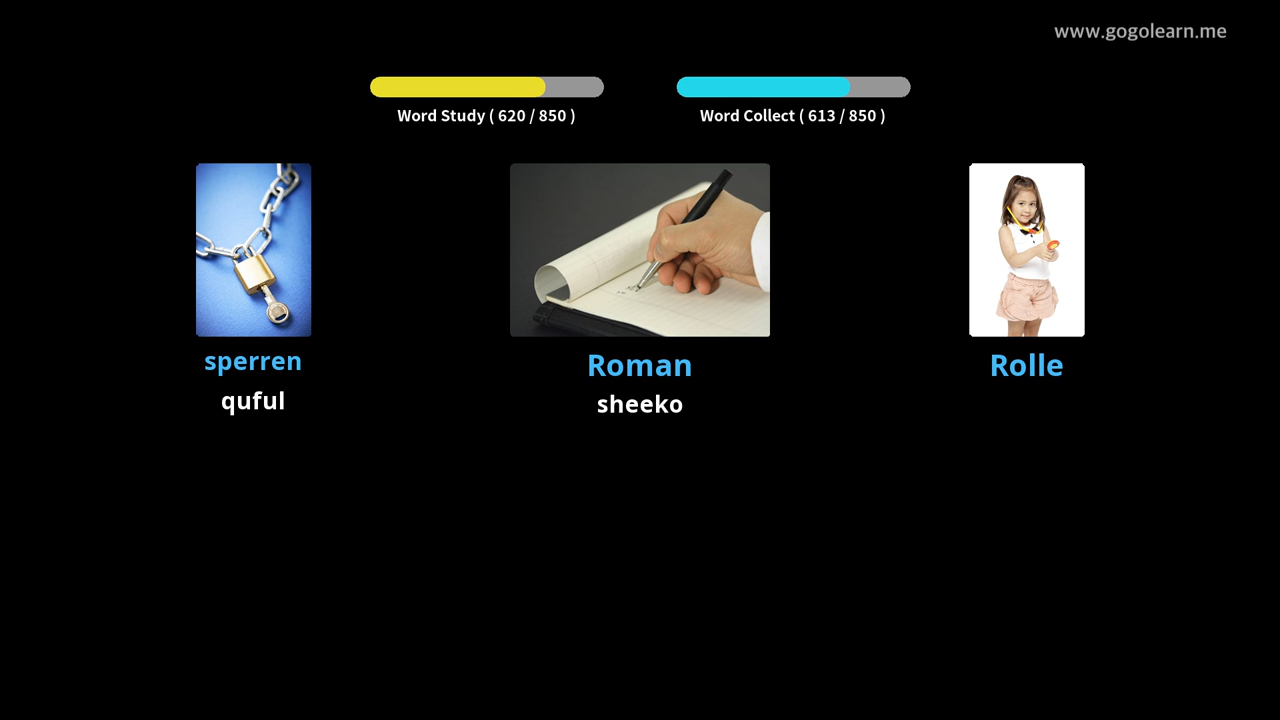 www.gogolearn.me
Word Study ( 620 / 850 )
Word Collect ( 613 / 850 )
sperren
quful
Roman
sheeko
Rolle